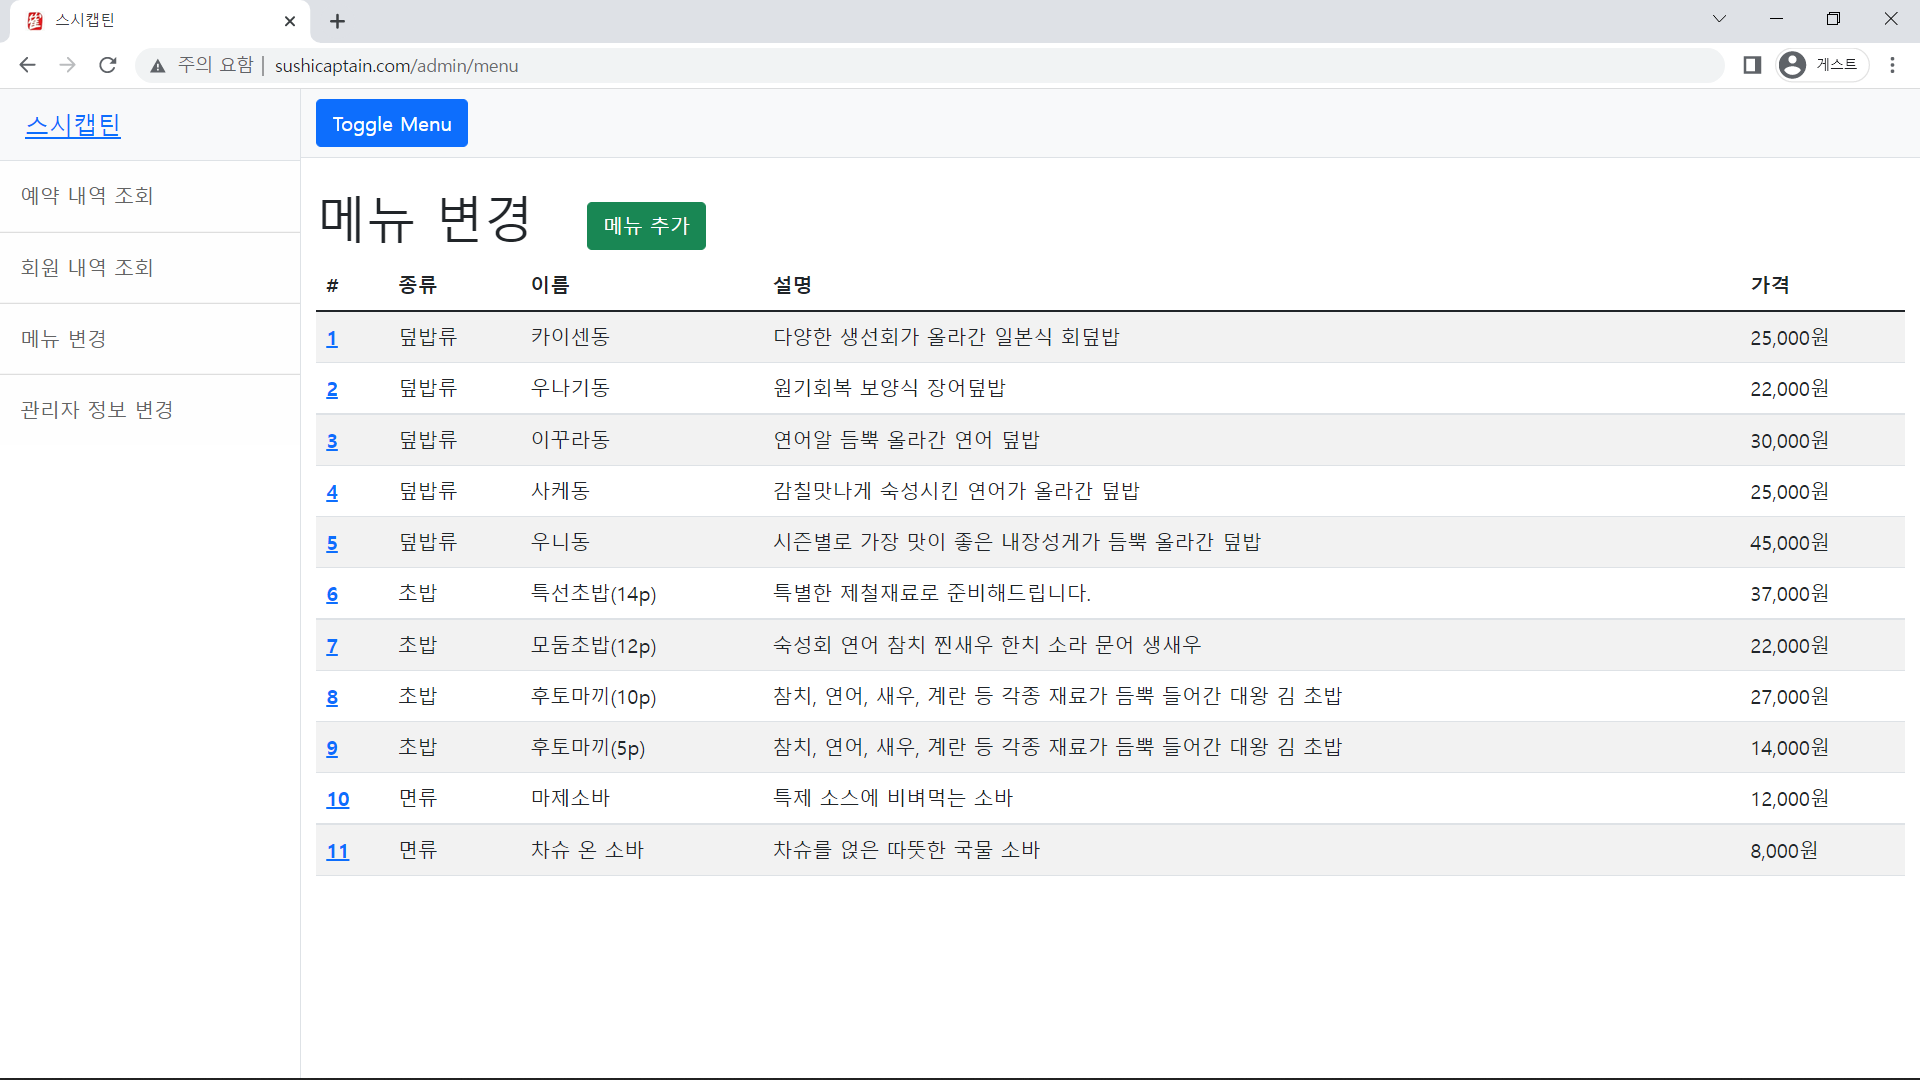 스시캡틴
주의 요함 | sushicaptain.com/admin/menu
게스트
스시캡틴
예약 내역 조회
회원 내역 조회
메뉴 변경
관리자 정보 변경
Toggle Menu
메뉴 변경
메뉴 추가
# 종류 이름 설명 가격
1 덮밥류 카이센동 다양한 생선회가 올라간 일본식 회덮밥 25,000원
2 덮밥류 우나기동 원기회복 보양식 장어덮밥 22,000원
3 덮밥류 이꾸라동 연어알 듬뿍 올라간 연어 덮밥 30,000원
4 덮밥류 사케동 감칠맛나게 숙성시킨 연어가 올라간 덮밥 25,000원
5 덮밥류 우니동 시즌별로 가장 맛이 좋은 내장성게가 듬뿍 올라간 덮밥 45,000원
6 초밥 특선초밥(14p) 특별한 제철재료로 준비해드립니다. 37,000원
7 초밥 모둠초밥(12p) 숙성회 연어 참치 찐새우 한치 소라 문어 생새우 22,000원
8 초밥 후토마끼(10p) 참치, 연어, 새우, 계란 등 각종 재료가 듬뿍 들어간 대왕 김 초밥 27,000원
9 초밥 후토마끼(5p) 참치, 연어, 새우, 계란 등 각종 재료가 듬뿍 들어간 대왕 김 초밥 14,000원
10 면류 마제소바 특제 소스에 비벼먹는 소바 12,000원
11 면류 차슈 온 소바 차슈를 얹은 따뜻한 국물 소바 8,000원